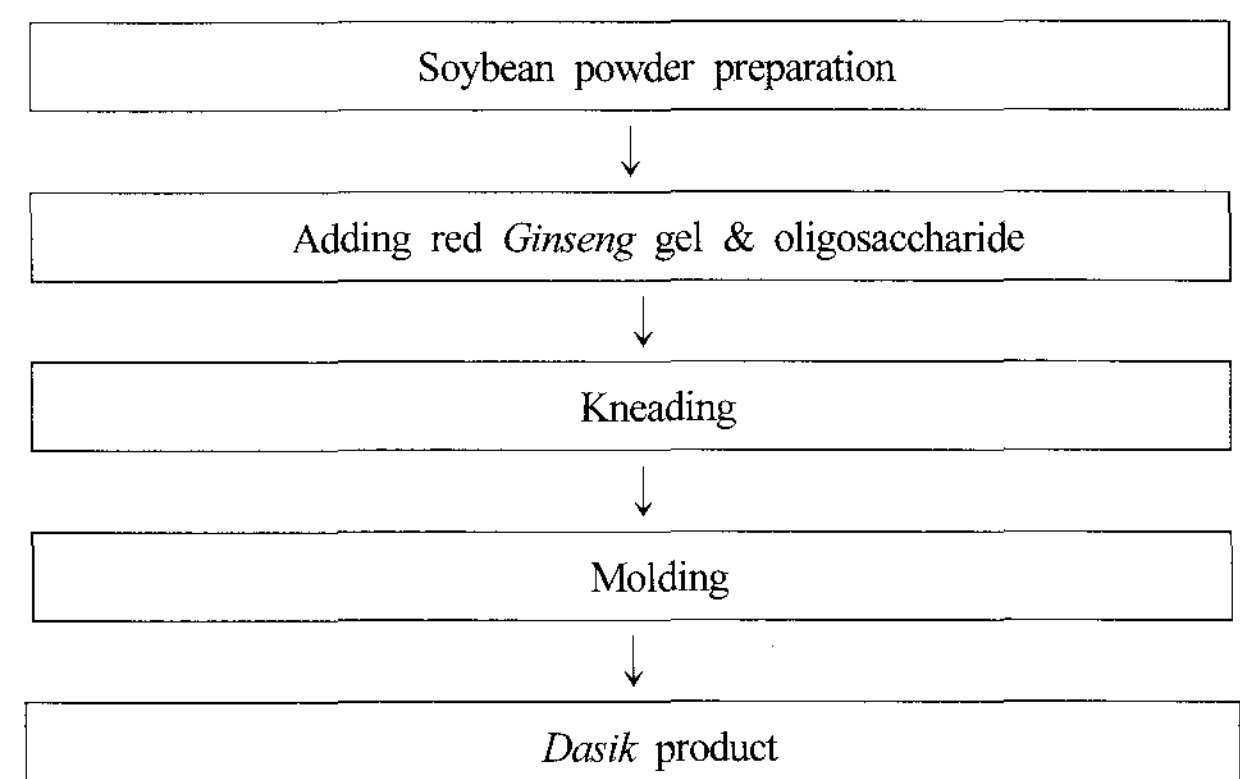 Soybean powder preparation
Adding red Ginseng gel & oligosaccharide
Kneading
Molding
Dasik product